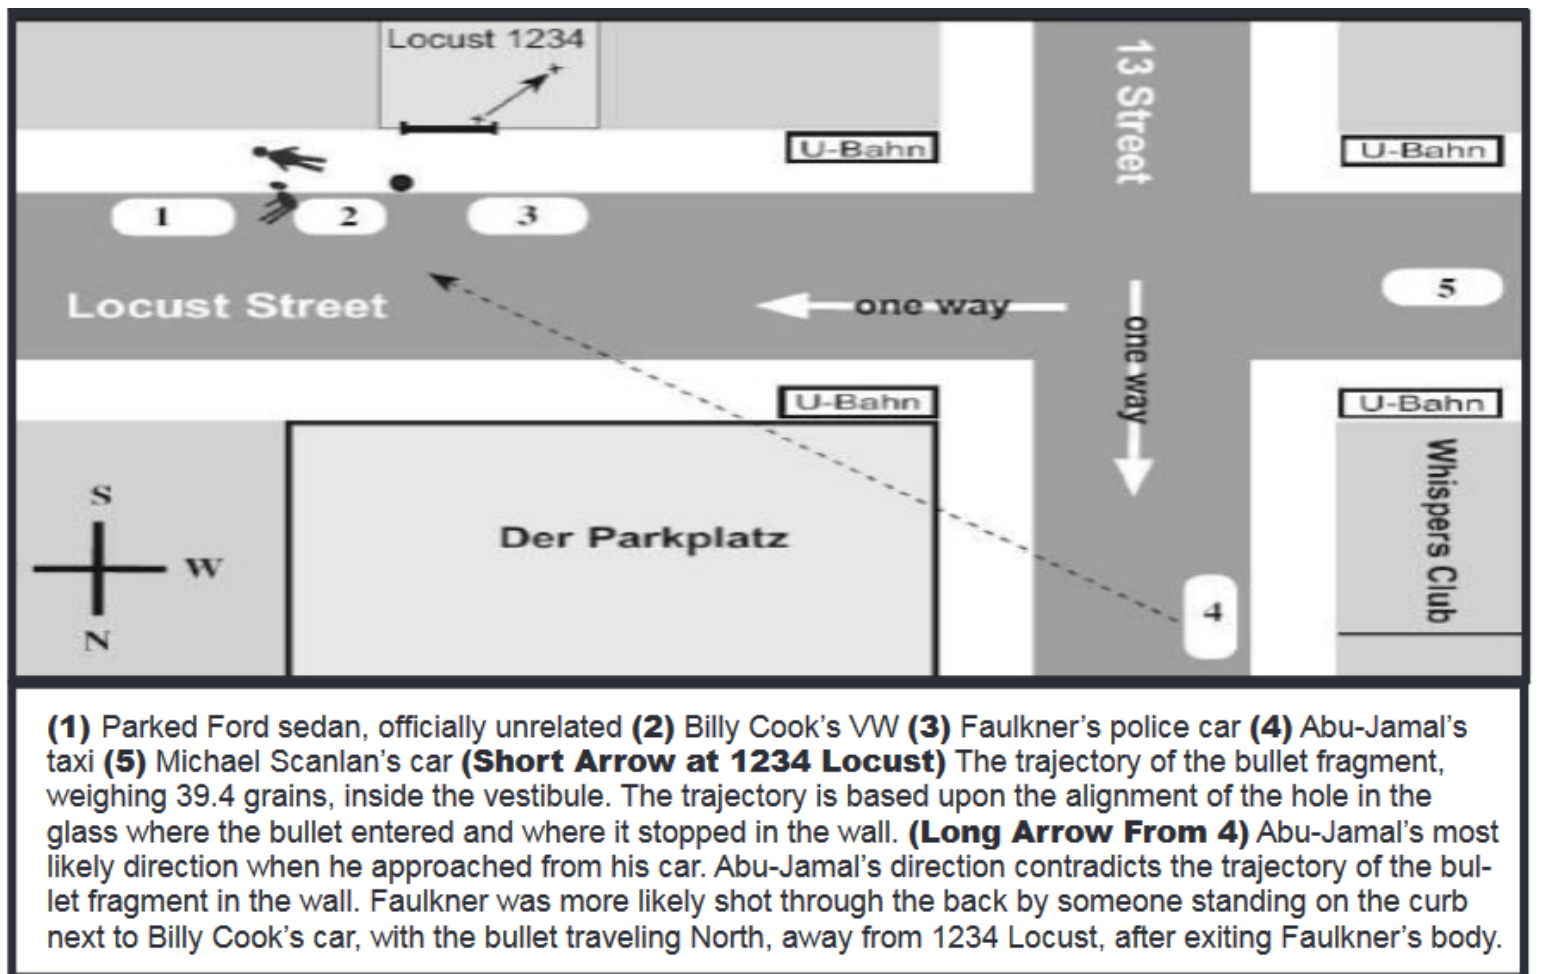 Locust 1234
13 Street
U-Bahn
U-Bahn
1
2
3
5
Locust Street
one way
one way
U-Bahn
U-Bahn
Whispers Club
S
W
N
Der Parkplatz
4
(1) Parked Ford sedan, officially unrelated (2) Billy Cook's VW (3) Faulkner's police car (4) Abu-Jamal's
taxi (5) Michael Scanlan's car (Short Arrow at 1234 Locust) The trajectory of the bullet fragment,
weighing 39.4 grains, inside the vestibule. The trajectory is based upon the alignment of the hole in the
glass where the bullet entered and where it stopped in the wall. (Long Arrow From 4) Abu-Jamal's most
likely direction when he approached from his car. Abu-Jamal's direction contradicts the trajectory of the bul-
let fragment in the wall. Faulkner was more likely shot through the back by someone standing on the curb
next to Billy Cook's car, with the bullet traveling North, away from 1234 Locust, after exiting Faulkner's body.